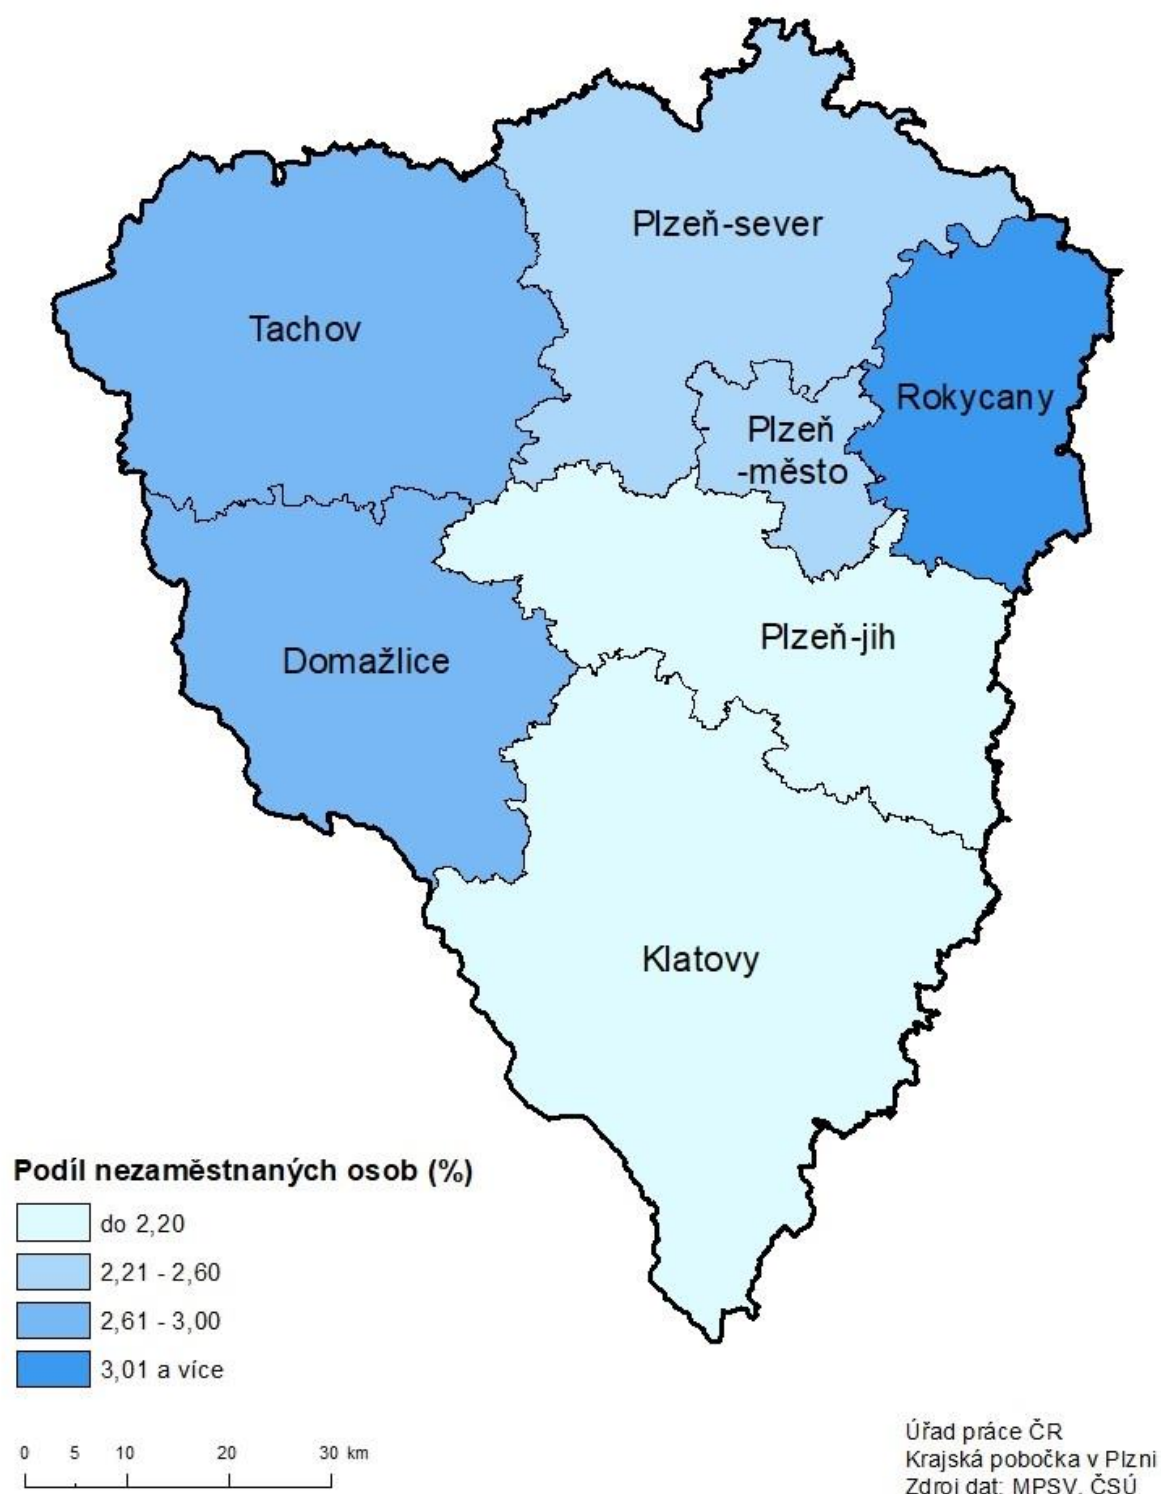 Plzeň-sever
Tachov
Rokycany
Plzeň
-město
Plzeň-jih
Domažlice
Klatovy
Podíl nezaměstnaných osob (%)
do 2,20
2,21 - 2,60
2,61 - 3,00
3,01 a více
0 5 10 20 30 km
Úřad práce ČR
Krajská pobočka v Plzni
Zdroj dat: MPSV, ČSÚ